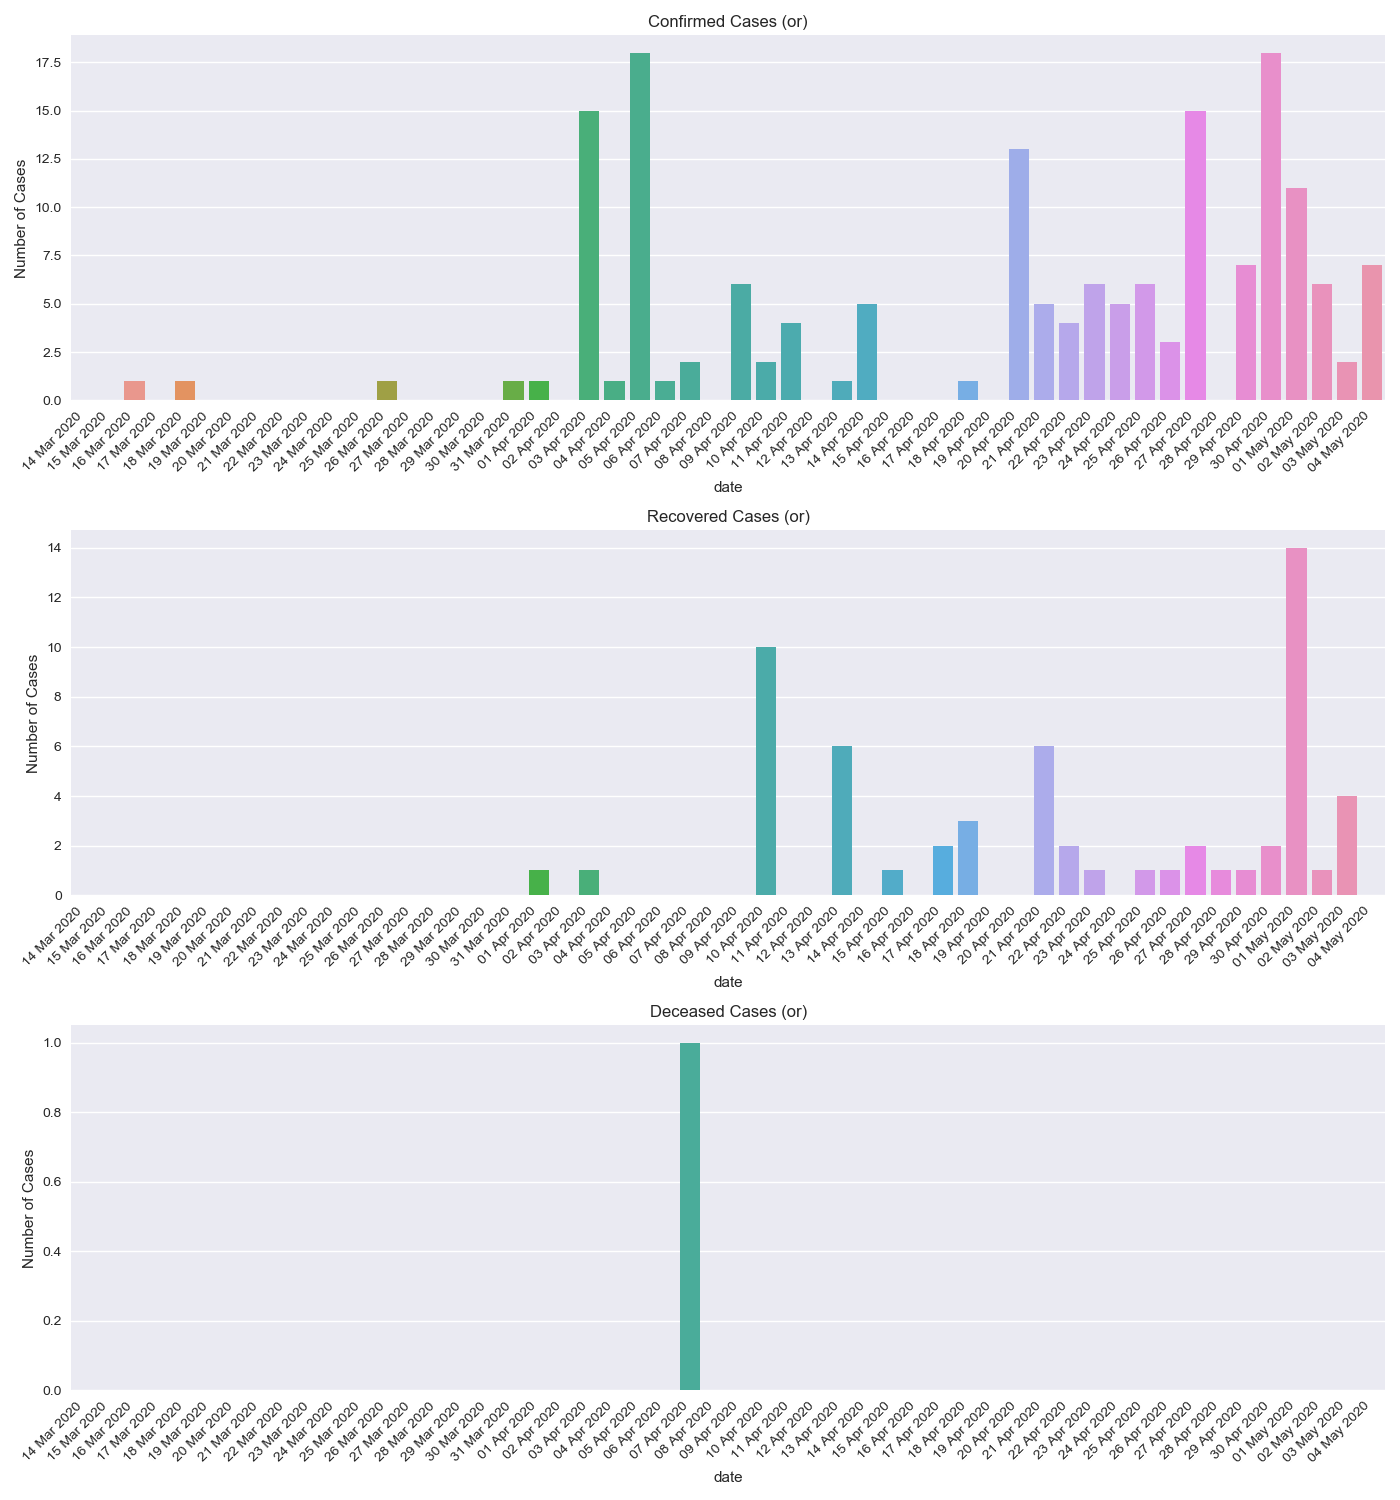 Confirmed Cases (or)
Number of Cases
17.5
15.0
12.5
10.0
7.5
5.0
2.5
0.0
14 Mar 2020 15 Mar 2020 16 Mar 2020 17 Mar 2020 18 Mar 2020 19 Mar 2020 20 Mar 2020 21 Mar 2020 22 Mar 2020 23 Mar 2020 24 Mar 2020 25 Mar 2020 26 Mar 2020 27 Mar 2020 28 Mar 2020 29 Mar 2020 30 Mar 2020 31 Mar 2020 01 Apr 2020 02 Apr 2020 03 Apr 2020 04 Apr 2020 05 Apr 2020 06 Apr 2020 07 Apr 2020 08 Apr 2020 09 Apr 2020 10 Apr 2020 11 Apr 2020 12 Apr 2020 13 Apr 2020 14 Apr 2020 15 Apr 2020 16 Apr 2020 17 Apr 2020 18 Apr 2020 19 Apr 2020 20 Apr 2020 21 Apr 2020 22 Apr 2020 23 Apr 2020 24 Apr 2020 25 Apr 2020 26 Apr 2020 27 Apr 2020 28 Apr 2020 29 Apr 2020 30 Apr 2020 01 May 2020 02 May 2020 03 May 2020 04 May 2020
date
Recovered Cases (or)
Number of Cases
14
12
10
8
6
4
2
0
14 Mar 2020 15 Mar 2020 16 Mar 2020 17 Mar 2020 18 Mar 2020 19 Mar 2020 20 Mar 2020 21 Mar 2020 22 Mar 2020 23 Mar 2020 24 Mar 2020 25 Mar 2020 26 Mar 2020 27 Mar 2020 28 Mar 2020 29 Mar 2020 30 Mar 2020 31 Mar 2020 01 Apr 2020 02 Apr 2020 03 Apr 2020 04 Apr 2020 05 Apr 2020 06 Apr 2020 07 Apr 2020 08 Apr 2020 09 Apr 2020 10 Apr 2020 11 Apr 2020 12 Apr 2020 13 Apr 2020 14 Apr 2020 15 Apr 2020 16 Apr 2020 17 Apr 2020 18 Apr 2020 19 Apr 2020 20 Apr 2020 21 Apr 2020 22 Apr 2020 23 Apr 2020 24 Apr 2020 25 Apr 2020 26 Apr 2020 27 Apr 2020 28 Apr 2020 29 Apr 2020 30 Apr 2020 01 May 2020 02 May 2020 03 May 2020 04 May 2020
date
Deceased Cases (or)
Number of Cases
1.0
0.8
0.6
0.4
0.2
0.0
14 Mar 2020 15 Mar 2020 16 Mar 2020 17 Mar 2020 18 Mar 2020 19 Mar 2020 20 Mar 2020 21 Mar 2020 22 Mar 2020 23 Mar 2020 24 Mar 2020 25 Mar 2020 26 Mar 2020 27 Mar 2020 28 Mar 2020 29 Mar 2020 30 Mar 2020 31 Mar 2020 01 Apr 2020 02 Apr 2020 03 Apr 2020 04 Apr 2020 05 Apr 2020 06 Apr 2020 07 Apr 2020 08 Apr 2020 09 Apr 2020 10 Apr 2020 11 Apr 2020 12 Apr 2020 13 Apr 2020 14 Apr 2020 15 Apr 2020 16 Apr 2020 17 Apr 2020 18 Apr 2020 19 Apr 2020 20 Apr 2020 21 Apr 2020 22 Apr 2020 23 Apr 2020 24 Apr 2020 25 Apr 2020 26 Apr 2020 27 Apr 2020 28 Apr 2020 29 Apr 2020 30 Apr 2020 01 May 2020 02 May 2020 03 May 2020 04 May 2020
date